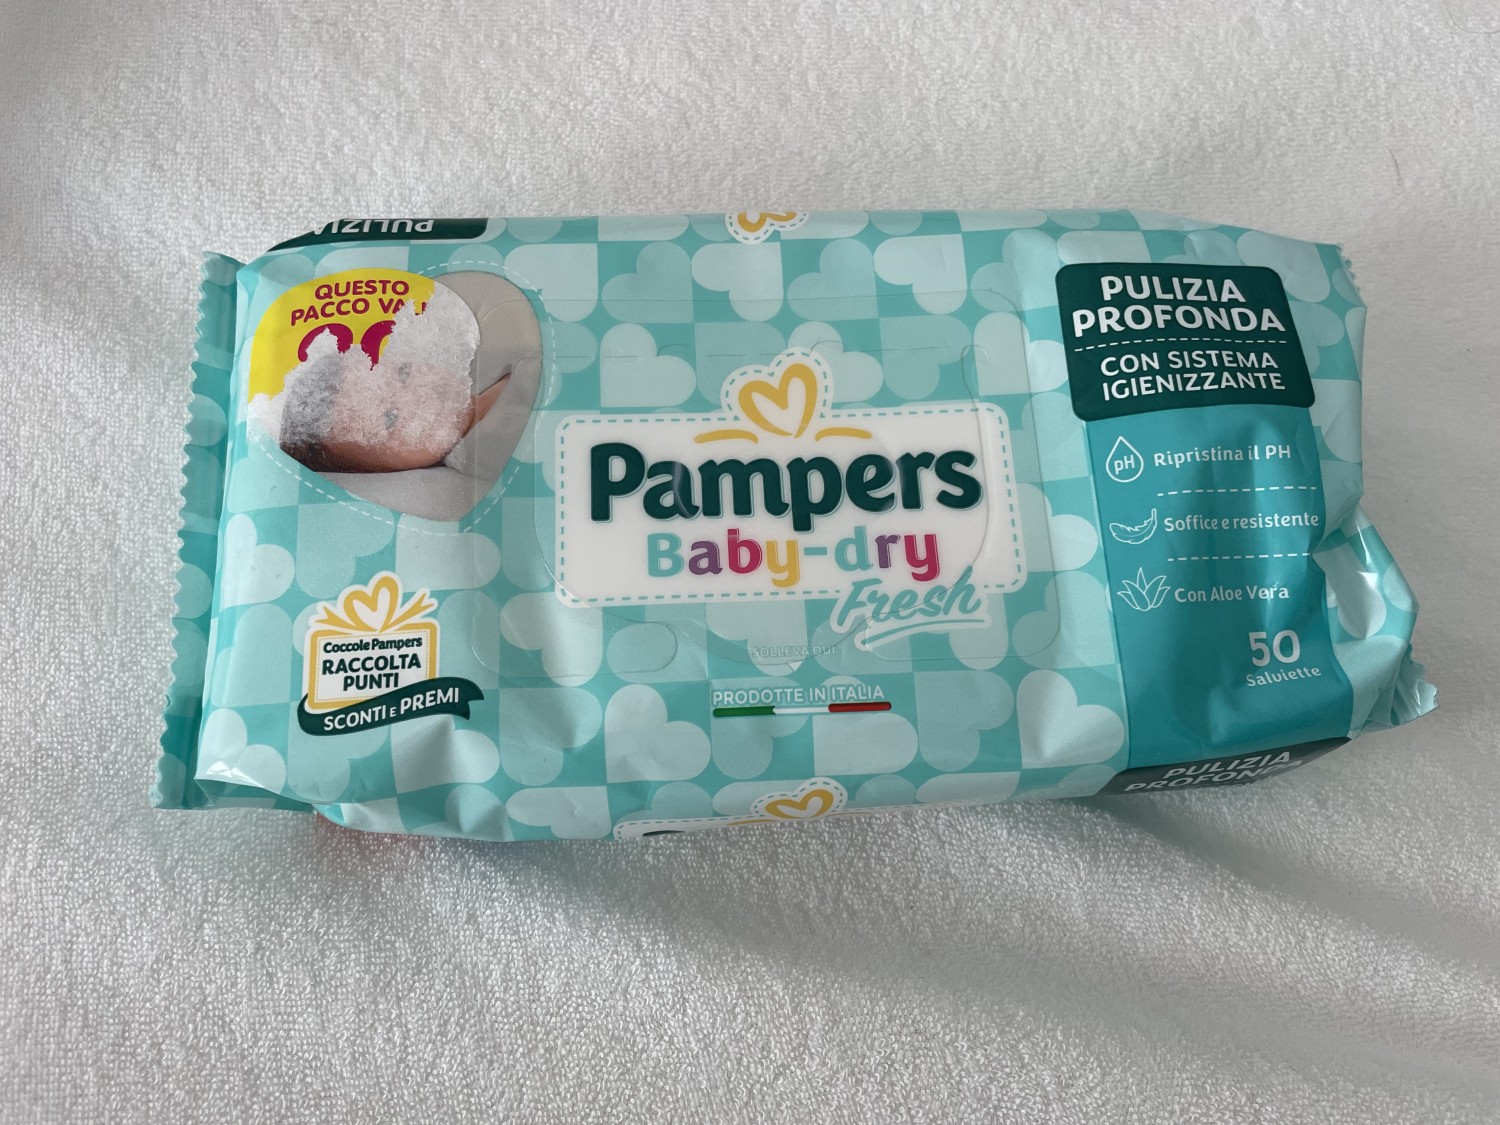 PULIZIA
QUESTO
PACCO
PULIZIA
PROFONDA
CON SISTEMA
IGIENIZZANTE
Pampers
Baby-dry
Fresh
pH
Ripristina il PH
Soffice e resistente
Con Aloe Vera
50
Salviette
Coccole Pampers
RACCOLTA
PUNTI
SCONTI E PREMI
SOLLEVA QUI
PRODOTTE IN ITALIA
PULIZIA
PROFONDA